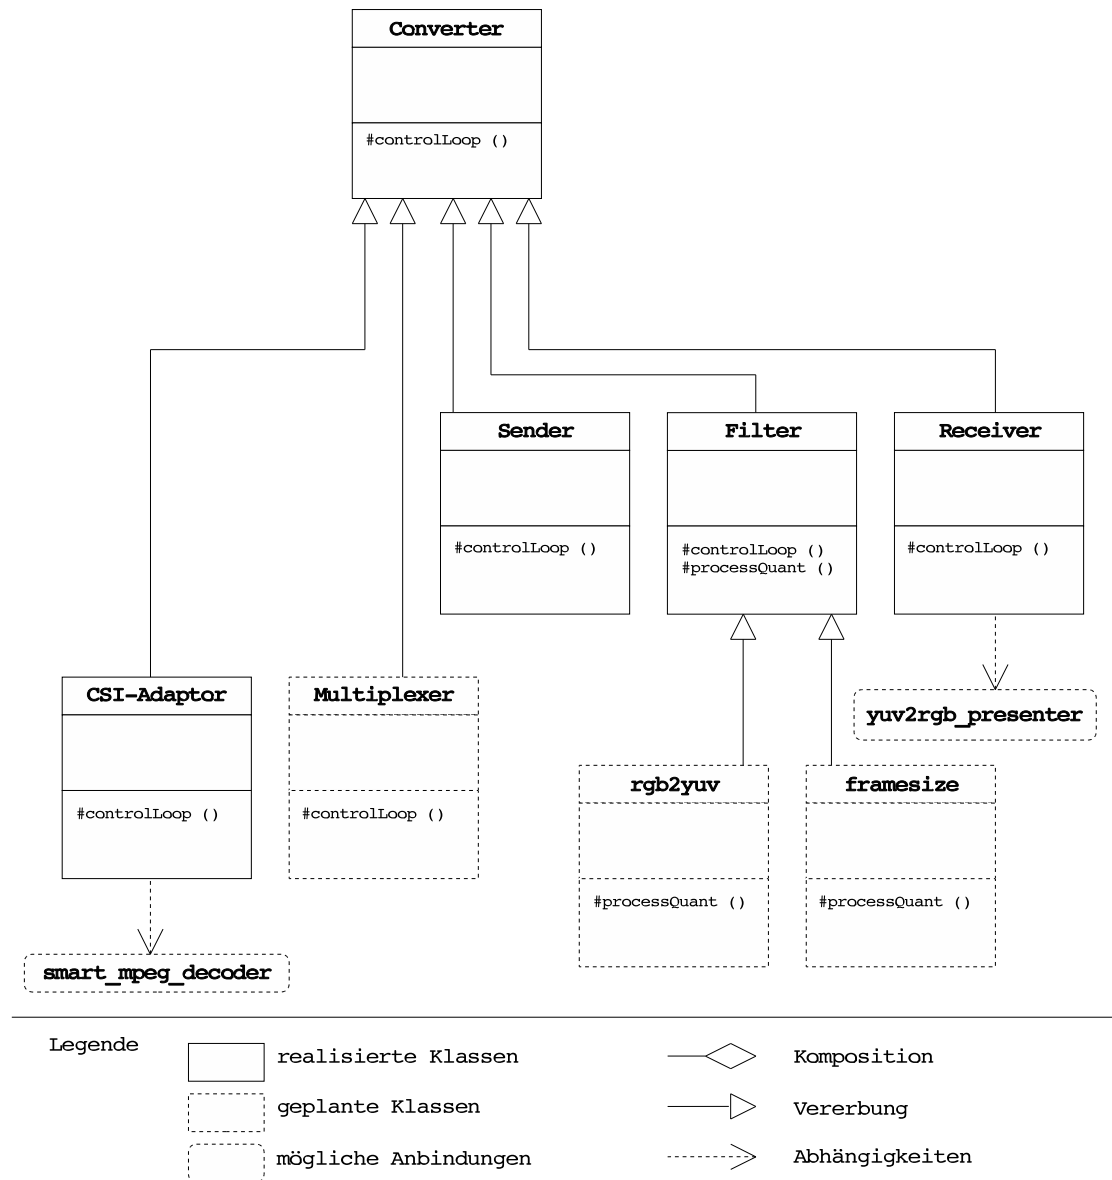 Converter
#controlLoop ()
Sender
#controlLoop ()
Filter
#controlLoop ()
#processQuant ()
Receiver
#controlLoop ()
CSI-Adaptor
#controlLoop ()
Multiplexer
#controlLoop ()
yuv2rgb_presenter
rgb2yuv
#processQuant ()
framesize
#processQuant ()
smart_mpeg_decoder
Legende
realisierte Klassen
geplante Klassen
mögliche Anbindungen
Komposition
Vererbung
Abhängigkeiten